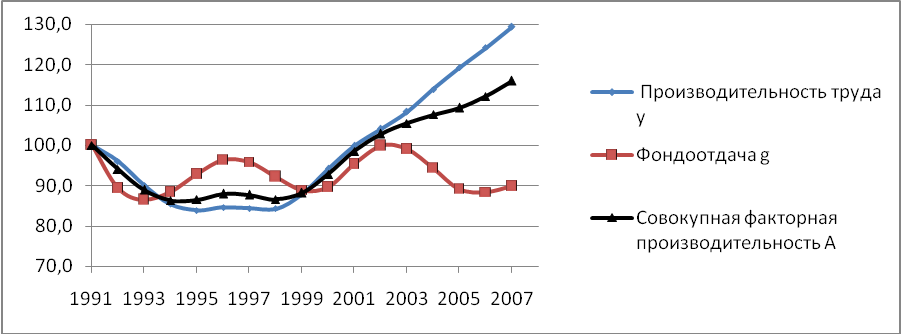 130,0
120,0
110,0
100,0
90,0
80,0
70,0
1991 1993 1995 1997 1999 2001 2003 2005 2007
Производительность труда
y
Фондоотдача g
Совокупная факторная
производительность A